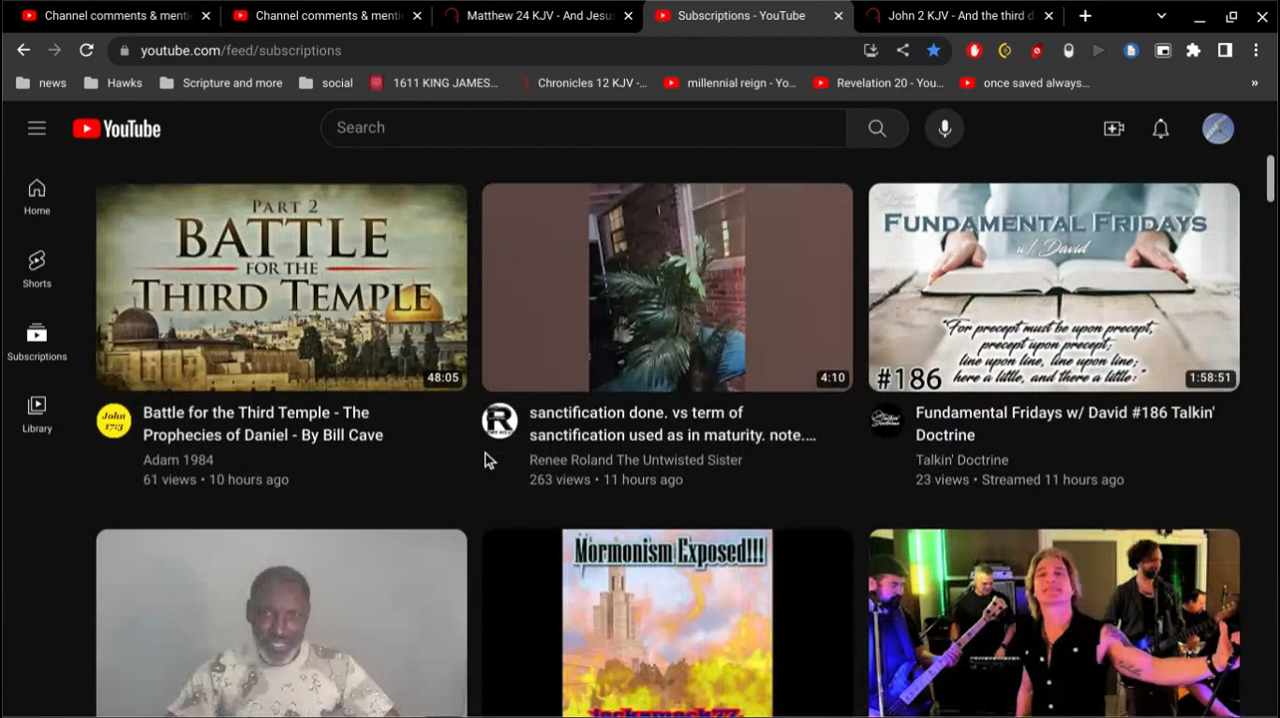 Channel comments & menti
Channel comments & menti
Matthew 24 KJV - And Jesu
Subscriptions - YouTube
John 2 KJV - And the third d
youtube.com/feed/subscriptions
news
Hawks
Scripture and more
social
1611 KING JAMES...
Chronicles 12 KJV -...
millennial reign - Yo...
Revelation 20 - You...
once saved always...
»
YouTube
Search
Home
Shorts
Subscriptions
Library
PART 2
BATTLE
FOR THE
THIRD TEMPLE
48:05
4:10
FUNDAMENTAL FRIDAYS
w/ David
"For precept must be upon precept,
precept upon precept;
line upon line, line upon line;
here a little, and there a little:"
#186
1:58:51
John
17:3
Battle for the Third Temple - The
Prophecies of Daniel - By Bill Cave
Adam 1984
61 views • 10 hours ago
R
sanctification done. vs term of
sanctification used as in maturity. note....
Renee Roland The Untwisted Sister
263 views • 11 hours ago
Fundamental Fridays w/ David #186 Talkin'
Doctrine
Talkin' Doctrine
23 views • Streamed 11 hours ago
Mormonism Exposed!!!